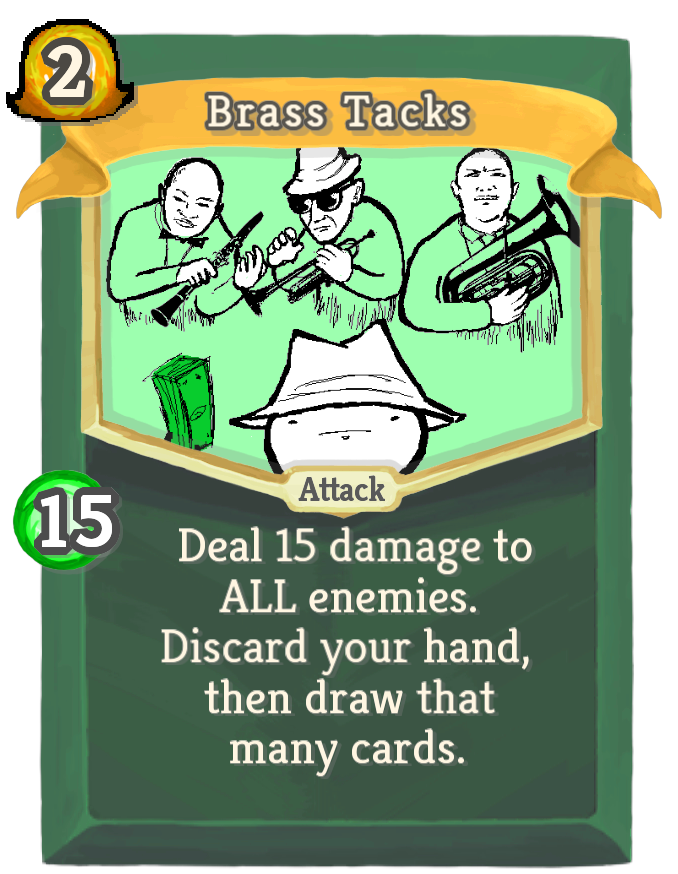 2
Brass Tacks
Attack
15
Deal 15 damage to
ALL enemies.
Discard your hand,
then draw that
many cards.